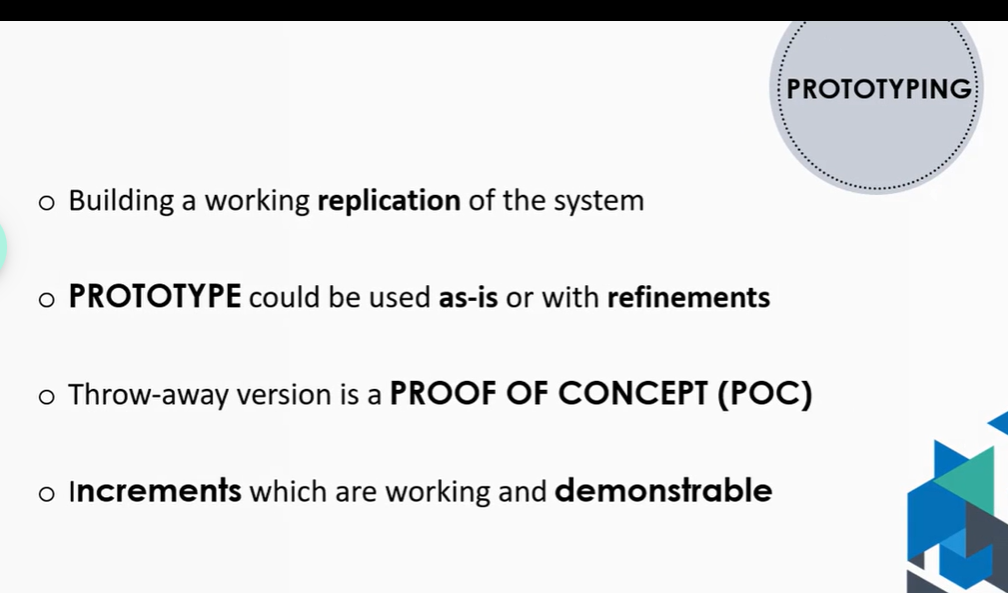 PROTOTYPING
Building a working replication of the system
PROTOTYPE could be used as-is or with refinements
Throw-away version is a PROOF OF CONCEPT (POC)
Increments which are working and demonstrable